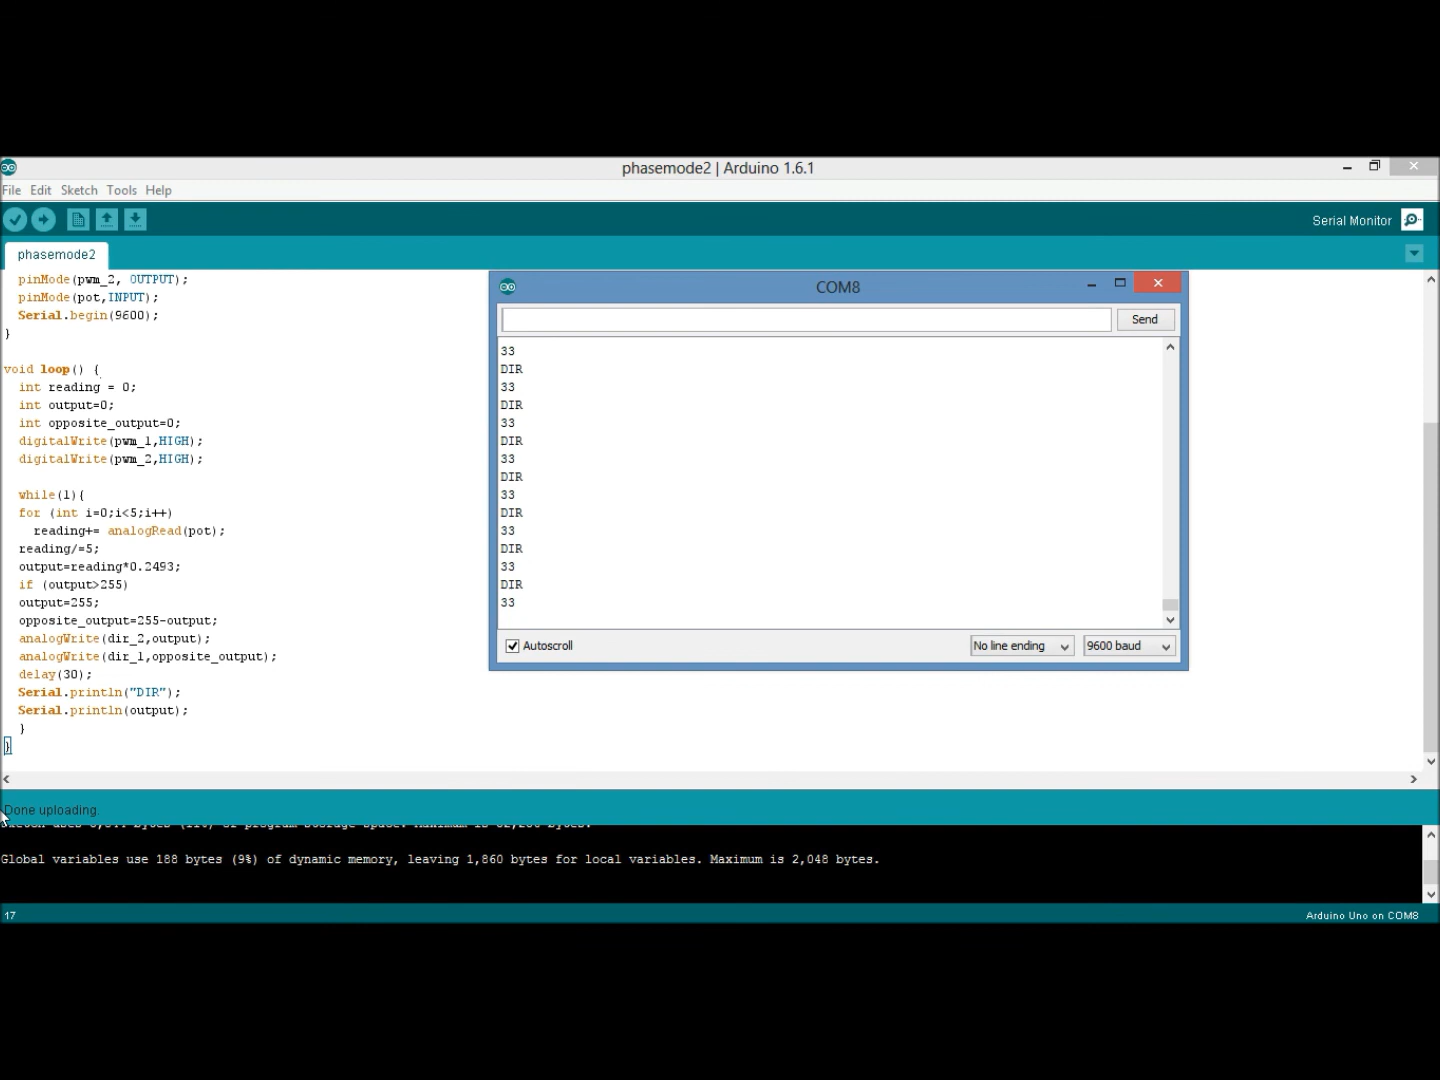 phasemode2 | Arduino 1.6.1
File Edit Sketch Tools Help
Serial Monitor
phasemode2
pinMode(pwm_2, OUTPUT);
pinMode(pot,INPUT);
Serial.begin(9600);
}
void loop() {
int reading = 0;
int output=0;
int opposite_output=0;
digitalWrite(pwm_1,HIGH);
digitalWrite(pwm_2,HIGH);
while(1){
for (int i=0;i<5;i++)
reading+= analogRead(pot);
reading/=5;
output=reading*0.2493;
if (output>255)
output=255;
opposite_output=255-output;
analogWrite(dir_2,output);
analogWrite(dir_1,opposite_output);
delay(30);
Serial.println("DIR");
Serial.println(output);
}
}
COM8
Send
33
DIR
33
DIR
33
DIR
33
DIR
33
DIR
33
DIR
33
DIR
33
Autoscroll
No line ending
9600 baud
Done uploading.
Global variables use 188 bytes (9%) of dynamic memory, leaving 1,860 bytes for local variables. Maximum is 2,048 bytes.
17
Arduino Uno on COM8